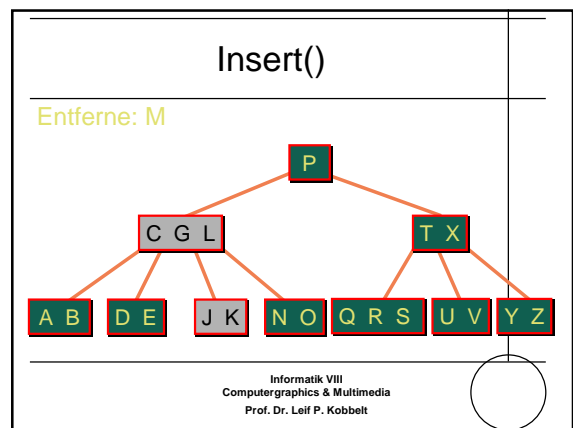 Insert()
Entferne: M
P
C G L
T X
A B
D E
J K
N O
Q R S
U V
Y Z
Informatik VIII
Computergraphics & Multimedia
Prof. Dr. Leif P. Kobbelt